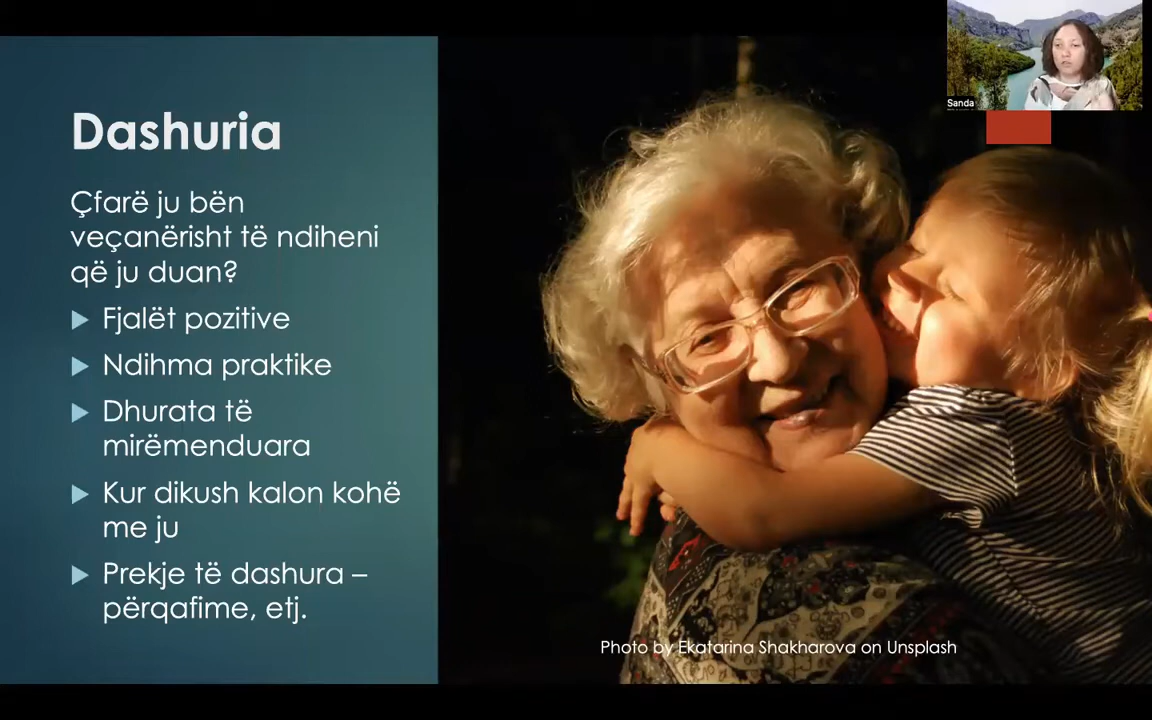 Sanda
Dashuria
Çfarë ju bën
veçanërisht të ndiheni
që ju duan?
Fjalët pozitive
Ndihma praktike
Dhurata të
mirëmenduara
Kur dikush kalon kohë
me ju
Prekje të dashura –
përqafime, etj.
Photo by Ekatarina Shakharova on Unsplash